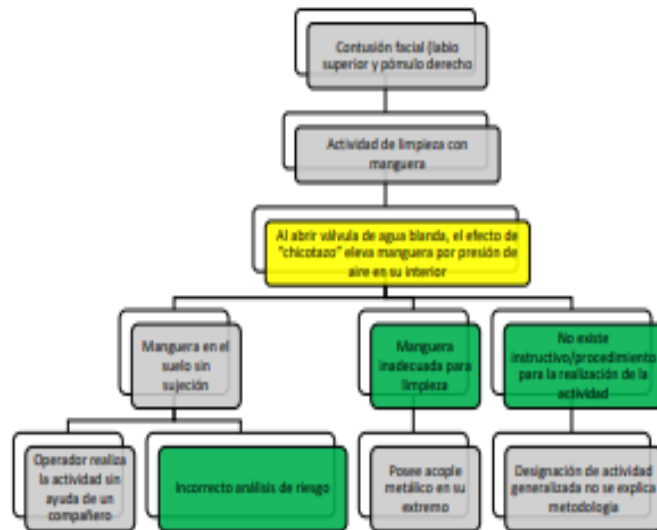 Contusión facial (labio
superior y pómulo derecho
Actividad de limpieza con
manguera
Al abrir válvula de agua blanda, el efecto de
"chicotazo" eleva manguera por presión de
aire en su interior
Manguera en el
suelo sin
sujeción
Manguera
inadecuada para
limpieza
No existe
instructivo/procedimiento
para la realización de la
actividad
Operador realiza
la actividad sin
ayuda de un
compañero
Incorrecto análisis de riesgo
Posee acople
metálico en su
extremo
Designación de actividad
generalizada no se explica
metodología